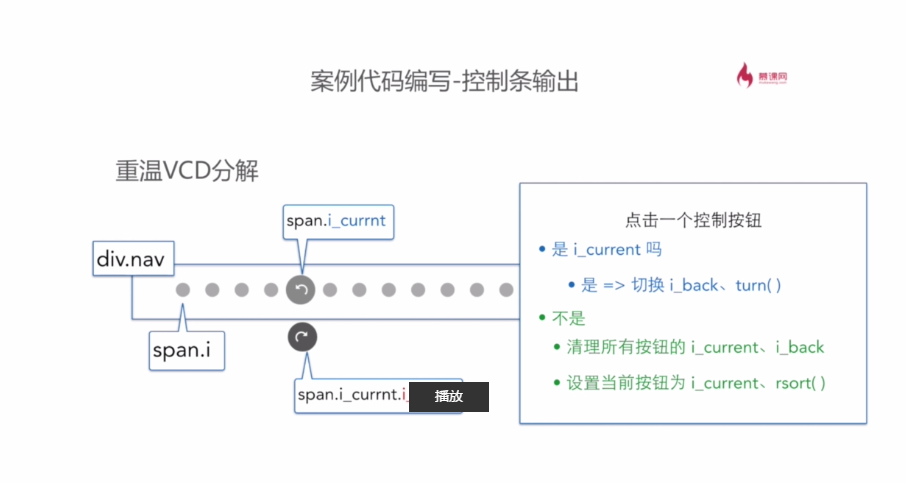 案例代码编写-控制条输出
慕课网
重温VCD分解
span.i_currnt
div.nav
span.i
span.i_currnt.i_
播放
点击一个控制按钮
• 是 i_current 吗
• 是 => 切换 i_back、turn( )
• 不是
• 清理所有按钮的 i_current、i_back
• 设置当前按钮为 i_current、rsort( )